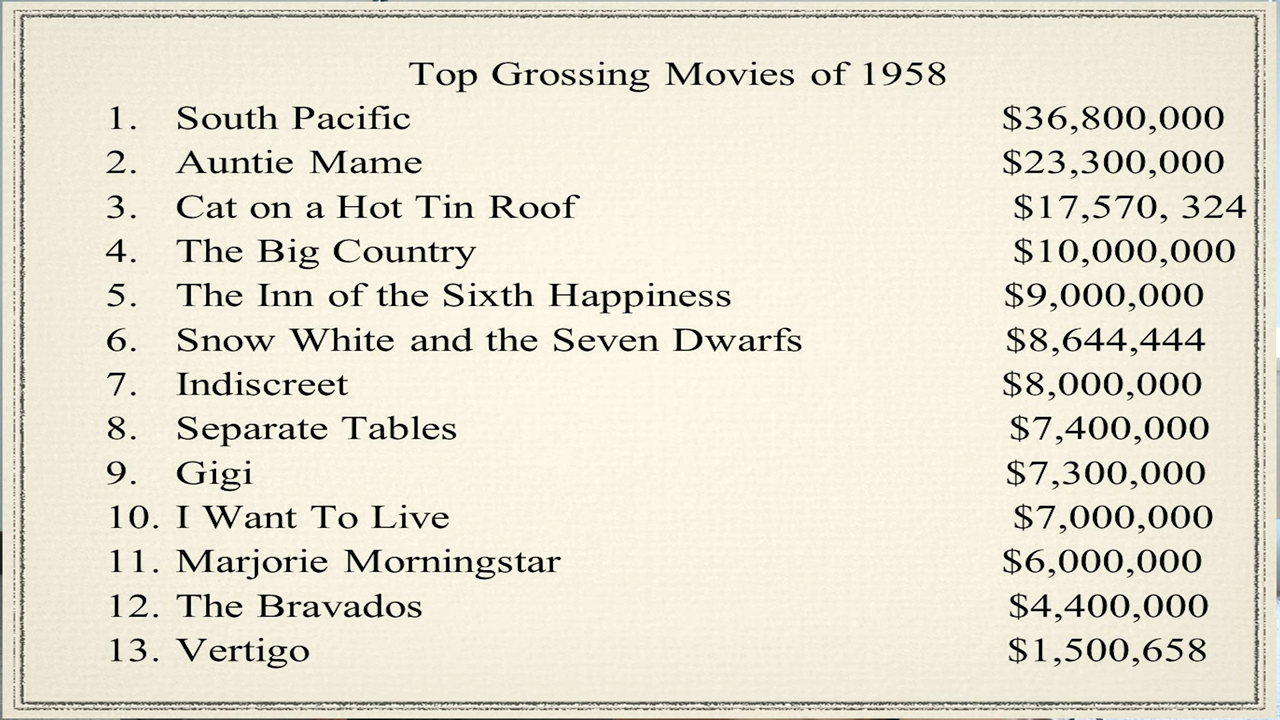 Top Grossing Movies of 1958
1. South Pacific $36,800,000
2. Auntie Mame $23,300,000
3. Cat on a Hot Tin Roof $17,570, 324
4. The Big Country $10,000,000
5. The Inn of the Sixth Happiness $9,000,000
6. Snow White and the Seven Dwarfs $8,644,444
7. Indiscreet $8,000,000
8. Separate Tables $7,400,000
9. Gigi $7,300,000
10. I Want To Live $7,000,000
11. Marjorie Morningstar $6,000,000
12. The Bravados $4,400,000
13. Vertigo $1,500,658